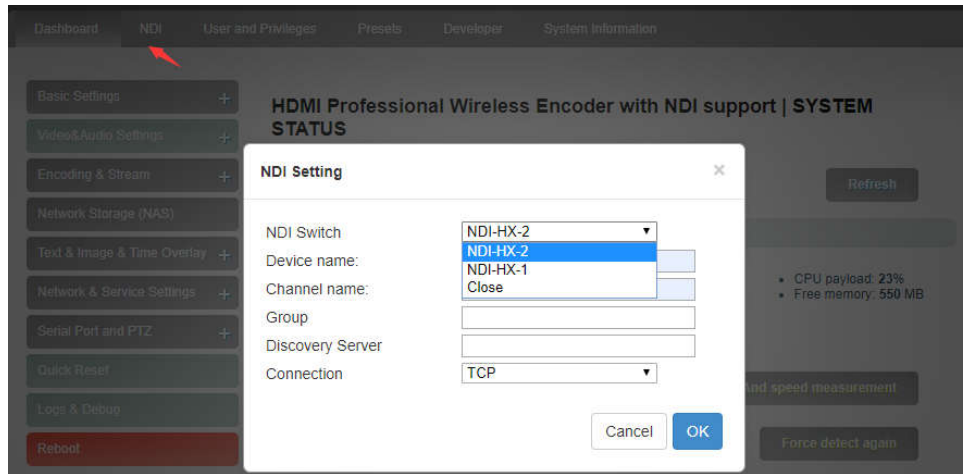 Dashboard NDI User and Privileges Presets Developer System Information
Basic Settings +
Video&Audio Settings +
Encoding & Stream +
Network Storage (NAS)
Text & Image & Time Overlay +
Network & Service Settings +
Serial Port and PTZ +
Quick Reset
Logs & Debug
Reboot
HDMI Professional Wireless Encoder with NDI support | SYSTEM
STATUS
Refresh
CPU payload: 23%
Free memory: 550 MB
And speed measurement
Force detect again
NDI Setting ×
NDI Switch NDI-HX-2
NDI-HX-2
NDI-HX-1
Close
Device name:
Channel name:
Group
Discovery Server
Connection TCP
Cancel OK